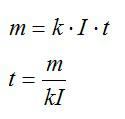 m = k · I · t
t = m / kI